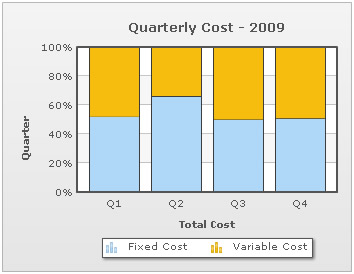 Quarterly Cost - 2009
100%
80%
60%
40%
20%
0%
Quarter
Q1 Q2 Q3 Q4
Total Cost
Fixed Cost Variable Cost